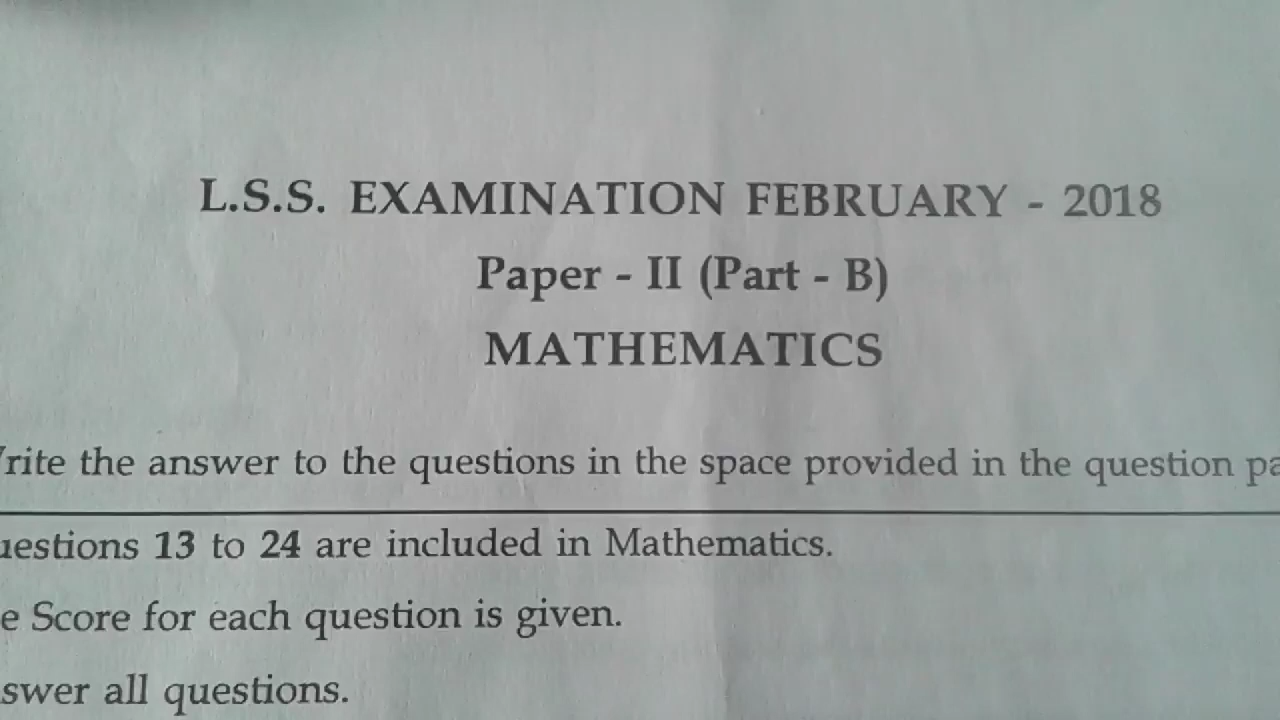 L.S.S. EXAMINATION FEBRUARY - 2018
Paper - II (Part - B)
MATHEMATICS
rite the answer to the questions in the space provided in the question pa
uestions 13 to 24 are included in Mathematics.
e Score for each question is given.
swer all questions.